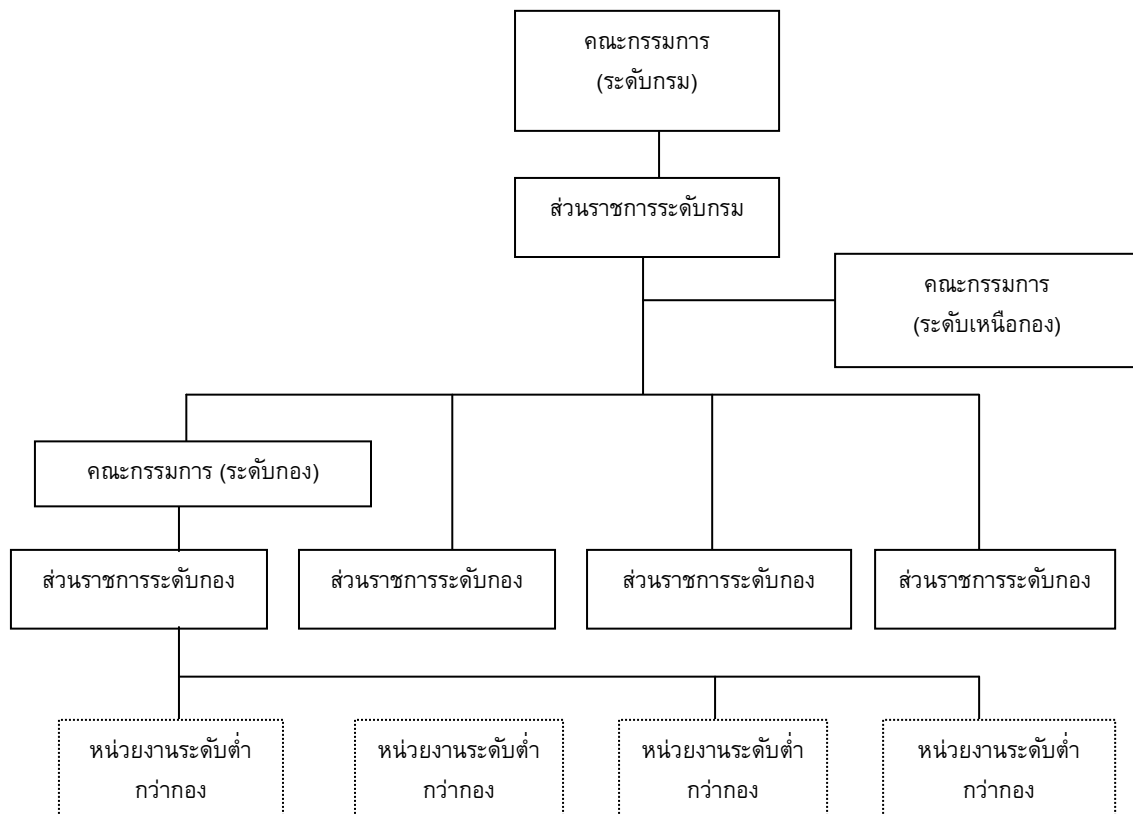 คณะกรรมการ
(ระดับกรม)
ส่วนราชการระดับกรม
คณะกรรมการ
(ระดับเหนือกอง)
คณะกรรมการ (ระดับกอง)
ส่วนราชการระดับกอง
ส่วนราชการระดับกอง
ส่วนราชการระดับกอง
ส่วนราชการระดับกอง
หน่วยงานระดับต่ำ
กว่ากอง
หน่วยงานระดับต่ำ
กว่ากอง
หน่วยงานระดับต่ำ
กว่ากอง
หน่วยงานระดับต่ำ
กว่ากอง